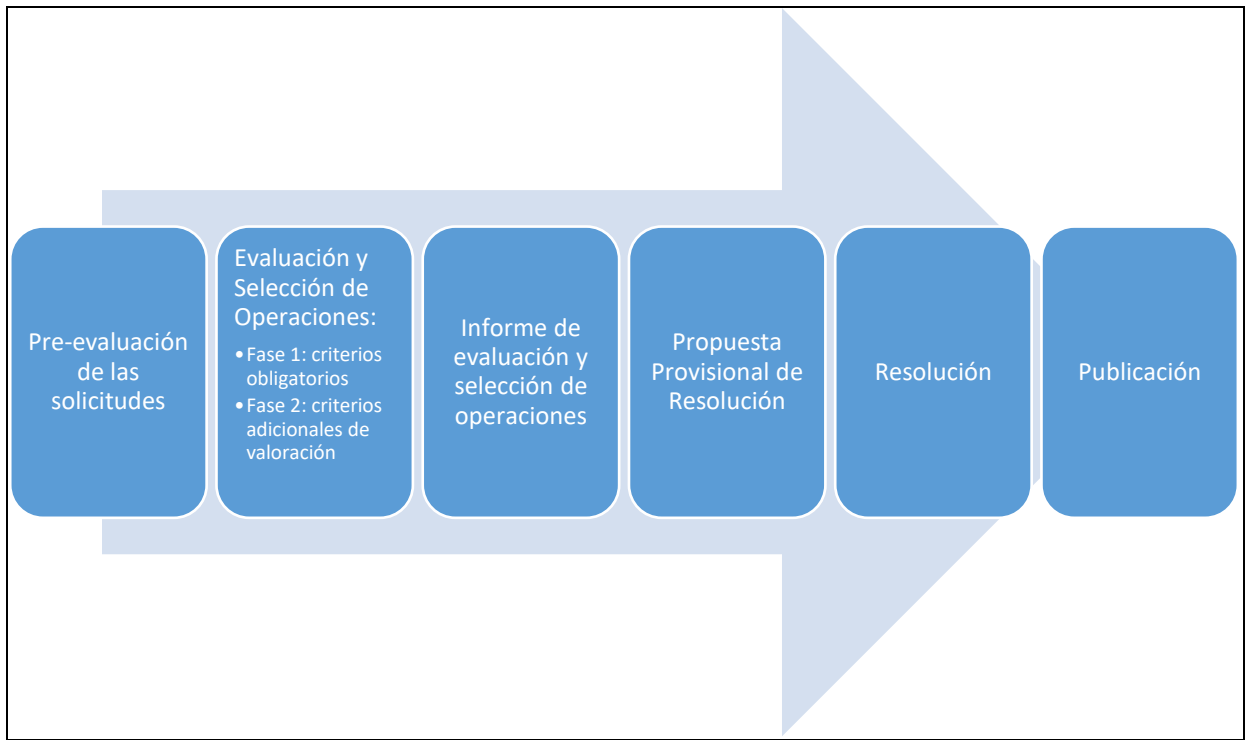 Pre-evaluación
de las
solicitudes
Evaluación y
Selección de
Operaciones:
•Fase 1: criterios
obligatorios
•Fase 2: criterios
adicionales de
valoración
Informe de
evaluación y
selección de
operaciones
Propuesta
Provisional de
Resolución
Resolución
Publicación